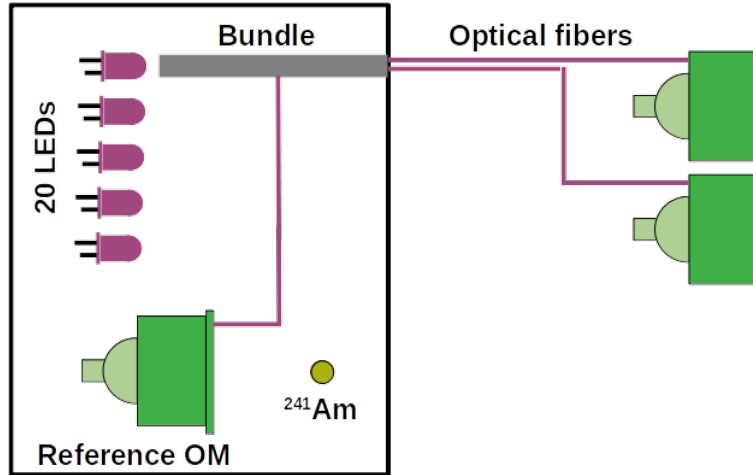 Bundle
Optical fibers
20 LEDs
²⁴¹Am
Reference OM